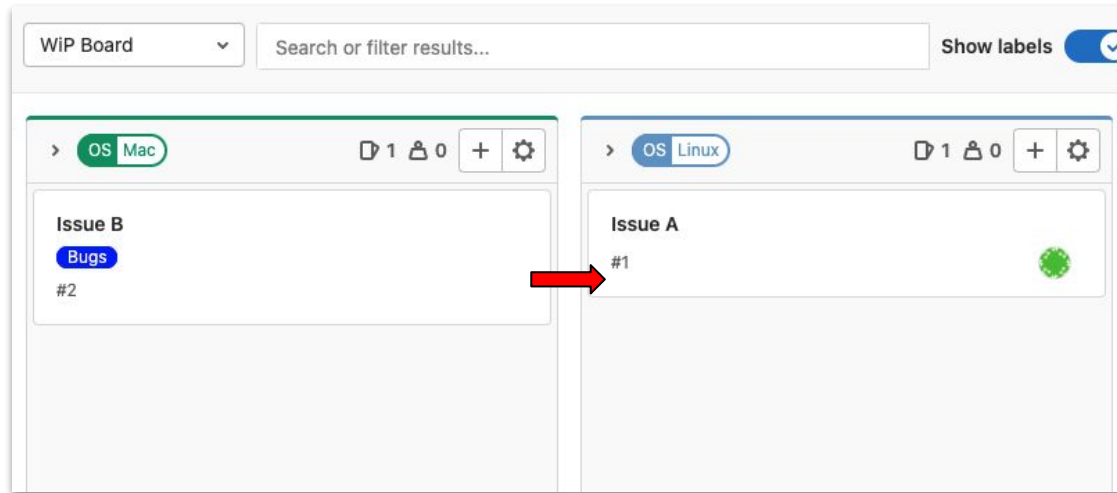 WiP Board
Search or filter results...
Show labels
OS Mac
1 0
OS Linux
1 0
Issue B
Bugs
#2
Issue A
#1